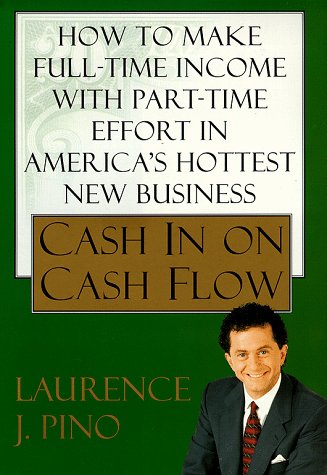 HOW TO MAKE
FULL-TIME INCOME
WITH PART-TIME
EFFORT IN
AMERICA'S HOTTEST
NEW BUSINESS
CASH IN ON
CASH FLOW
LAURENCE
J. PINO